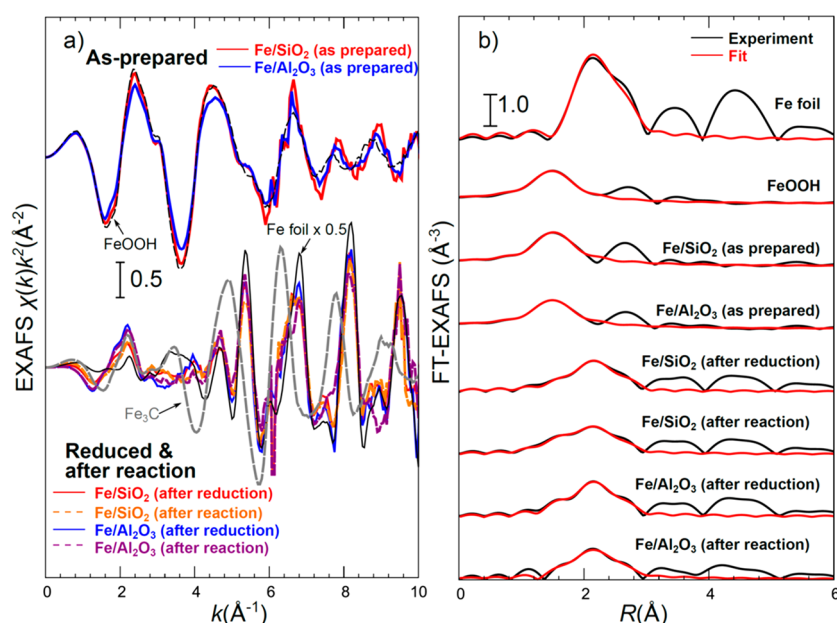 a)
As-prepared
Fe/SiO2 (as prepared)
Fe/Al2O3 (as prepared)
FeOOH
0.5
Fe foil x 0.5
Fe3C
Reduced &
after reaction
Fe/SiO2 (after reduction)
Fe/SiO2 (after reaction)
Fe/Al2O3 (after reduction)
Fe/Al2O3 (after reaction)
EXAFS χ(k)k²(Å⁻²)
0 2 4 6 8 10
k(Å⁻¹)
b)
Experiment
Fit
1.0
Fe foil
FeOOH
Fe/SiO2 (as prepared)
Fe/Al2O3 (as prepared)
Fe/SiO2 (after reduction)
Fe/SiO2 (after reaction)
Fe/Al2O3 (after reduction)
Fe/Al2O3 (after reaction)
FT-EXAFS (Å⁻³)
0 2 4 6
R(Å)